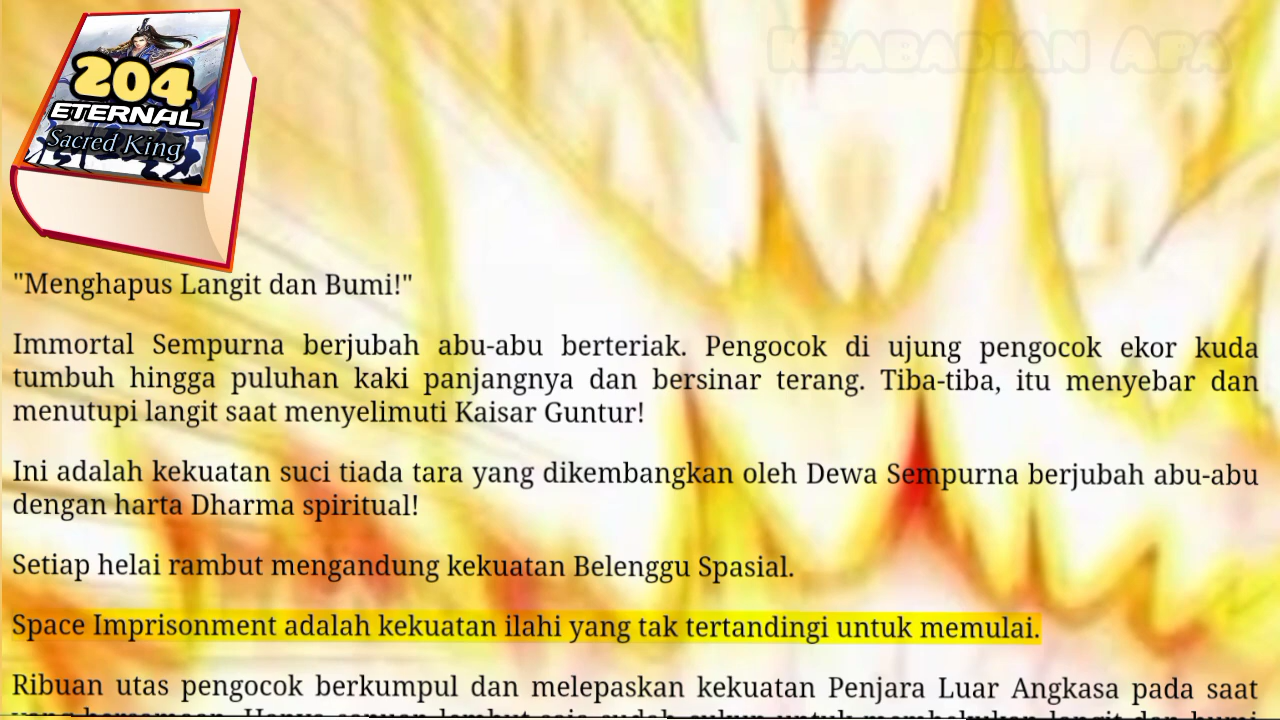 KEABADIAN APA
204
ETERNAL
Sacred King
"Menghapus Langit dan Bumi!"
Immortal Sempurna berjubah abu-abu berteriak. Pengocok di ujung pengocok ekor kuda
tumbuh hingga puluhan kaki panjangnya dan bersinar terang. Tiba-tiba, itu menyebar dan
menutupi langit saat menyelimuti Kaisar Guntur!
Ini adalah kekuatan suci tiada tara yang dikembangkan oleh Dewa Sempurna berjubah abu-abu
dengan harta Dharma spiritual!
Setiap helai rambut mengandung kekuatan Belenggu Spasial.
Space Imprisonment adalah kekuatan ilahi yang tak tertandingi untuk memulai.
Ribuan utas pengocok berkumpul dan melepaskan kekuatan Penjara Luar Angkasa pada saat